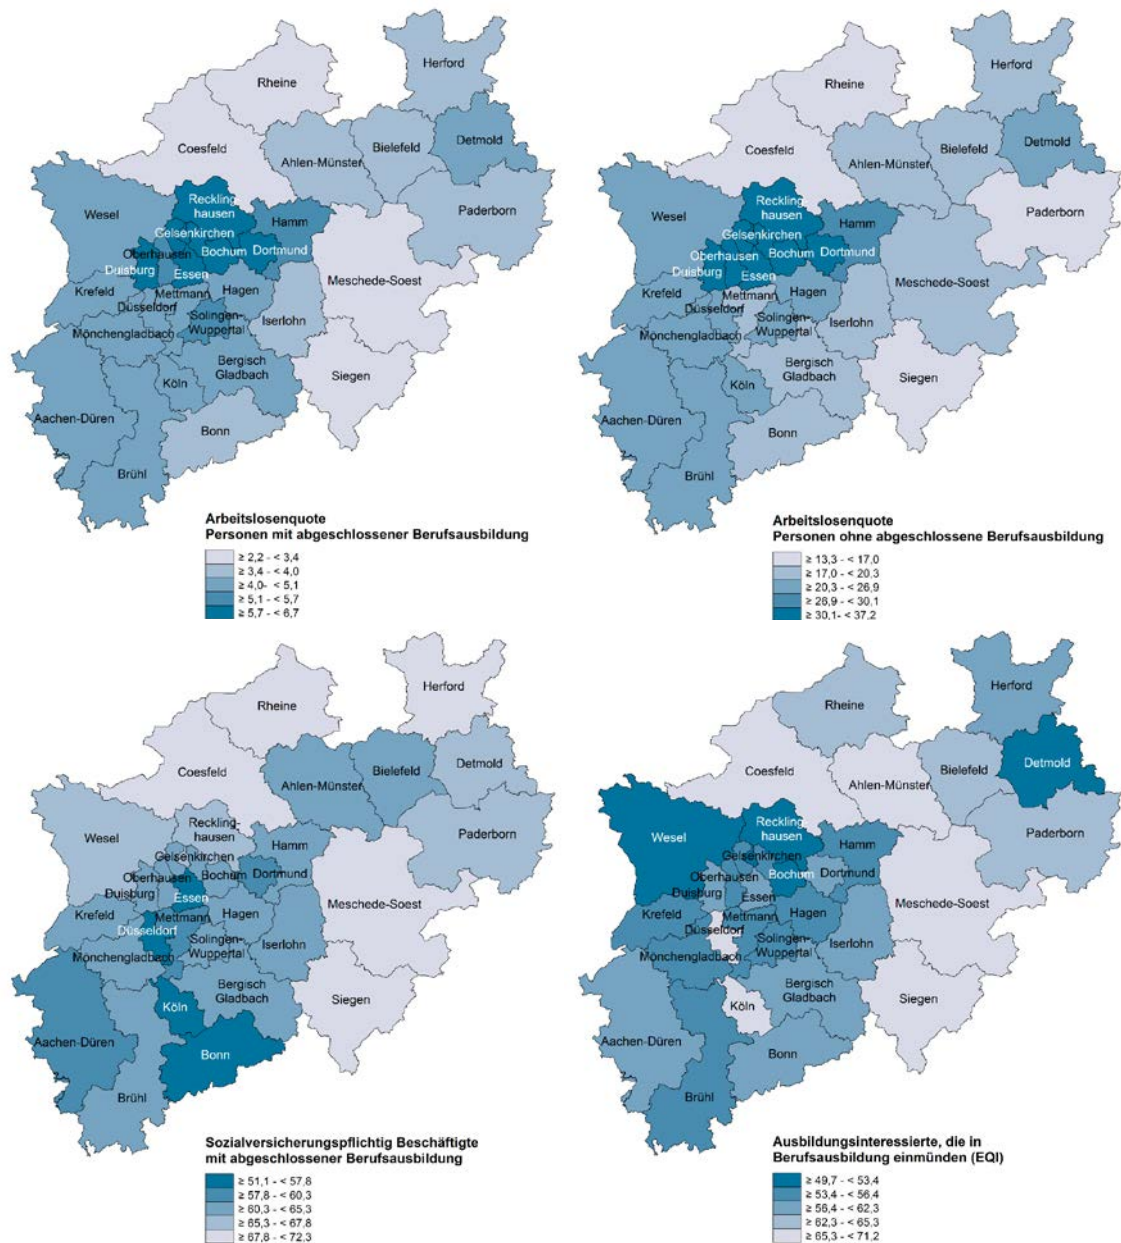 Herford
Rheine
Detmold
Coesfeld
Bielefeld
Ahlen-Münster
Reckling-
hausen
Paderborn
Wesel
Hamm
Gelsenkirchen
Oberhausen
Bochum
Dortmund
Duisburg
Essen
Meschede-Soest
Krefeld
Mettmann
Hagen
Düsseldorf
Solingen-
Wuppertal
Iserlohn
Mönchengladbach
Bergisch
Gladbach
Siegen
Köln
Aachen-Düren
Bonn
Brühl
Arbeitslosenquote
Personen mit abgeschlossener Berufsausbildung
≥ 2,2 - < 3,4
≥ 3,4 - < 4,0
≥ 4,0- < 5,1
≥ 5,1 - < 5,7
≥ 5,7 - < 6,7
Herford
Rheine
Detmold
Coesfeld
Bielefeld
Ahlen-Münster
Reckling-
hausen
Paderborn
Wesel
Hamm
Gelsenkirchen
Oberhausen
Bochum
Dortmund
Duisburg
Essen
Meschede-Soest
Krefeld
Mettmann
Hagen
Düsseldorf
Solingen-
Wuppertal
Iserlohn
Mönchengladbach
Bergisch
Gladbach
Siegen
Köln
Aachen-Düren
Bonn
Brühl
Arbeitslosenquote
Personen ohne abgeschlossene Berufsausbildung
≥ 13,3 - < 17,0
≥ 17,0 - < 20,3
≥ 20,3 - < 26,9
≥ 26,9 - < 30,1
≥ 30,1- < 37,2
Herford
Rheine
Detmold
Coesfeld
Bielefeld
Ahlen-Münster
Reckling-
hausen
Paderborn
Wesel
Hamm
Gelsenkirchen
Oberhausen
Bochum
Dortmund
Duisburg
Essen
Meschede-Soest
Krefeld
Mettmann
Hagen
Düsseldorf
Solingen-
Wuppertal
Iserlohn
Mönchengladbach
Bergisch
Gladbach
Siegen
Köln
Aachen-Düren
Bonn
Brühl
Sozialversicherungspflichtig Beschäftigte
mit abgeschlossener Berufsausbildung
≥ 51,1 - < 57,8
≥ 57,8 - < 60,3
≥ 60,3 - < 65,3
≥ 65,3 - < 67,8
≥ 67,8 - < 72,3
Herford
Rheine
Detmold
Coesfeld
Bielefeld
Ahlen-Münster
Reckling-
hausen
Paderborn
Wesel
Hamm
Gelsenkirchen
Oberhausen
Bochum
Dortmund
Duisburg
Essen
Meschede-Soest
Krefeld
Mettmann
Hagen
Düsseldorf
Solingen-
Wuppertal
Iserlohn
Mönchengladbach
Bergisch
Gladbach
Siegen
Köln
Aachen-Düren
Bonn
Brühl
Ausbildungsinteressierte, die in
Berufsausbildung einmünden (EQI)
≥ 49,7 - < 53,4
≥ 53,4 - < 56,4
≥ 56,4 - < 62,3
≥ 62,3 - < 65,3
≥ 65,3 - < 71,2